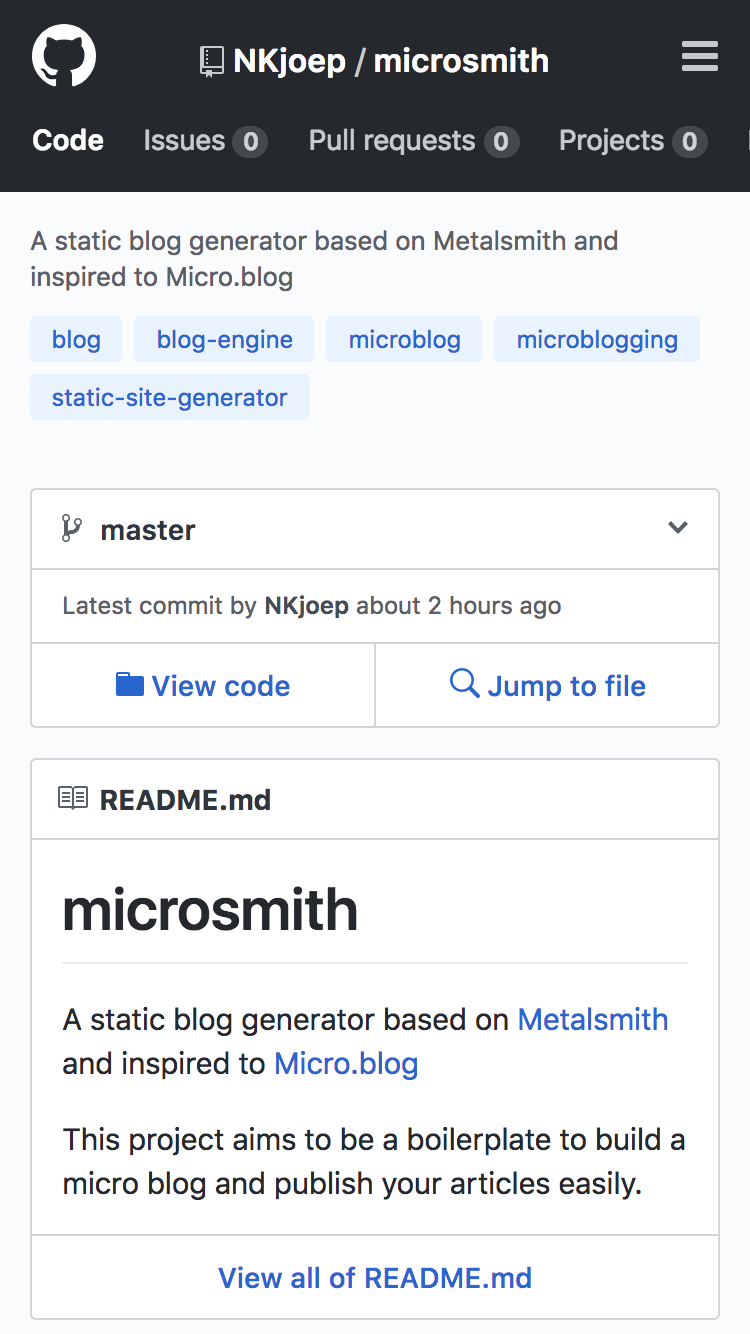 NKjoep / microsmith
Code Issues 0 Pull requests 0 Projects 0
A static blog generator based on Metalsmith and
inspired to Micro.blog
blog blog-engine microblog microblogging
static-site-generator
master
Latest commit by NKjoep about 2 hours ago
View code Jump to file
README.md
microsmith
A static blog generator based on Metalsmith
and inspired to Micro.blog
This project aims to be a boilerplate to build a
micro blog and publish your articles easily.
View all of README.md